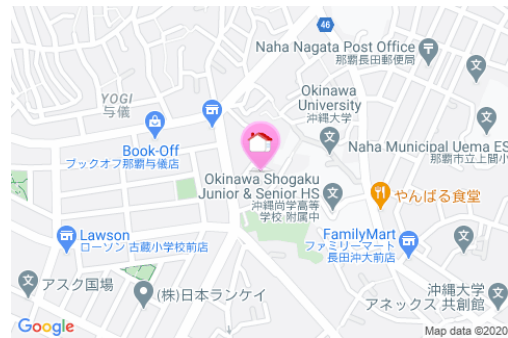 46
Naha Nagata Post Office
那覇長田郵便局
YOGI
与儀
Okinawa
University
沖縄大学
Book-Off
ブックオフ那覇与儀店
Naha Municipal Uema ES
那覇市立上間小
Okinawa Shogaku
Junior & Senior HS
沖縄尚学高等
学校 附属中
やんばる食堂
Lawson
ローソン 古蔵小学校前店
FamilyMart
ファミリーマート
長田沖大前店
アスク国場
(株)日本ランケイ
沖縄大学
アネックス 共創館
Google
Map data ©2020